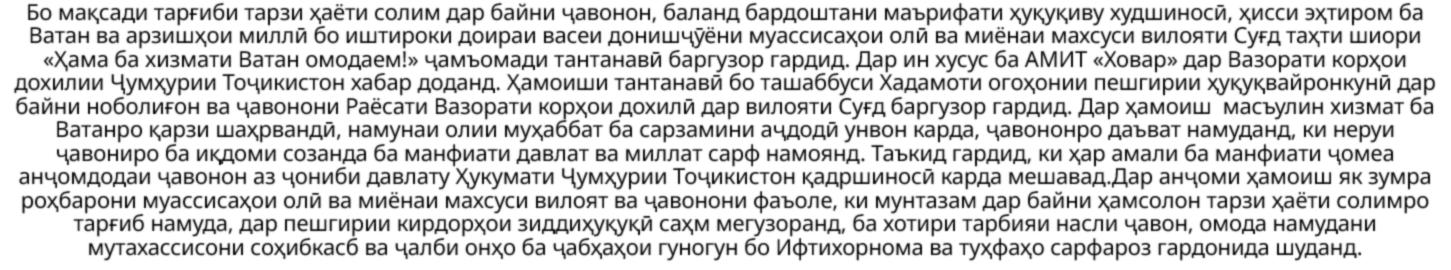 Бо мақсади тарғиби тарзи ҳаёти солим дар байни ҷавонон, баланд бардоштани маърифати ҳуқуқиву худшиносӣ, ҳисси эҳтиром ба
Ватан ва арзишҳои миллӣ бо иштироки доираи васеи донишҷӯёни муассисаҳои олӣ ва миёнаи махсуси вилояти Суғд таҳти шиори
«Ҳама ба хизмати Ватан омодаем!» ҷамъомади тантанавӣ баргузор гардид. Дар ин хусус ба АМИТ «Ховар» дар Вазорати корҳои
дохилии Ҷумҳурии Тоҷикистон хабар доданд. Ҳамоиши тантанавӣ бо ташаббуси Хадамоти огоҳонии пешгирии ҳуқуқвайронкунӣ дар
байни ноболиғон ва ҷавонони Раёсати Вазорати корҳои дохилӣ дар вилояти Суғд баргузор гардид. Дар ҳамоиш масъулин хизмат ба
Ватанро қарзи шаҳрвандӣ, намунаи олии муҳаббат ба сарзамини аҷдодӣ унвон карда, ҷавононро даъват намуданд, ки неруи
ҷавониро ба иқдоми созанда ба манфиати давлат ва миллат сарф намоянд. Таъкид гардид, ки ҳар амали ба манфиати ҷомеа
анҷомдодаи ҷавонон аз ҷониби давлату Ҳукумати Ҷумҳурии Тоҷикистон қадршиносӣ карда мешавад.Дар анҷоми ҳамоиш як зумра
роҳбарони муассисаҳои олӣ ва миёнаи махсуси вилоят ва ҷавонони фаъоле, ки мунтазам дар байни ҳамсолон тарзи ҳаёти солимро
тарғиб намуда, дар пешгирии кирдорҳои зиддиҳуқуқӣ саҳм мегузоранд, ба хотири тарбияи насли ҷавон, омода намудани
мутахассисони соҳибкасб ва ҷалби онҳо ба ҷабҳаҳои гуногун бо Ифтихорнома ва туҳфаҳо сарфароз гардонида шуданд.